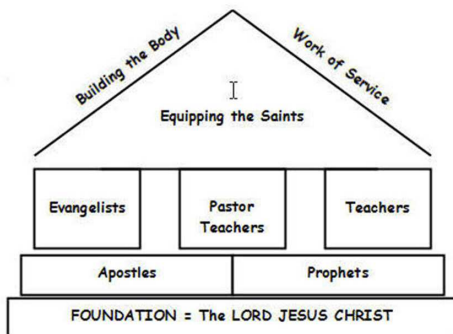 Building the Body
Work of Service
Equipping the Saints
Evangelists
Pastor
Teachers
Teachers
Apostles
Prophets
FOUNDATION = The LORD JESUS CHRIST